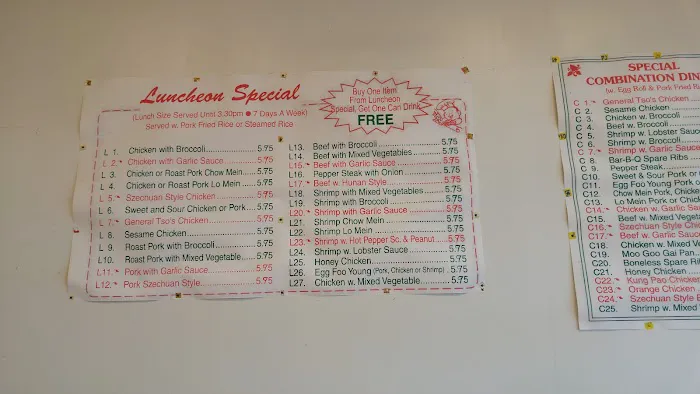 Luncheon Special
(Lunch Size Served Until 3:30pm ● 7 Days A Week)
Served w. Pork Fried Rice or Steamed Rice
Buy One Item
From Luncheon
Special, Get One Can Drink
FREE
L 1. Chicken with Broccoli 5.75
L 2. Chicken with Garlic Sauce 5.75
L 3. Chicken or Roast Pork Chow Mein 5.75
L 4. Chicken or Roast Pork Lo Mein 5.75
L 5. Szechuan Style Chicken 5.75
L 6. Sweet and Sour Chicken or Pork 5.75
L 7. General Tso's Chicken 5.75
L 8. Sesame Chicken 5.75
L 9. Roast Pork with Broccoli 5.75
L10. Roast Pork with Mixed Vegetable 5.75
L11. Pork with Garlic Sauce 5.75
L12. Pork Szechuan Style 5.75
L13. Beef with Broccoli 5.75
L14. Beef with Mixed Vegetables 5.75
L15. Beef with Garlic Sauce 5.75
L16. Pepper Steak with Onion 5.75
L17. Beef w. Hunan Style 5.75
L18. Shrimp with Mixed Vegetables 5.75
L19. Shrimp with Broccoli 5.75
L20. Shrimp with Garlic Sauce 5.75
L21. Shrimp Chow Mein 5.75
L22. Shrimp Lo Mein 5.75
L23. Shrimp w. Hot Pepper Sc. & Peanut 5.75
L24. Shrimp w. Lobster Sauce 5.75
L25. Honey Chicken 5.75
L26. Egg Foo Young (Pork, Chicken or Shrimp) 5.75
L27. Chicken w. Mixed Vegetable 5.75
SPECIAL
COMBINATION DIN
(w. Egg Roll & Pork Fried Ri
C 1. General Tso's Chicken
C 2. Sesame Chicken
C 3. Chicken w. Broccoli
C 4. Beef w. Broccoli
C 5. Shrimp w. Lobster Sauce
C 6. Shrimp w. Broccoli
C 7. Shrimp w. Garlic Sauce
C 8. Bar-B-Q Spare Ribs
C 9. Pepper Steak
C10. Sweet & Sour Pork or
C11. Egg Foo Young Pork o
C12. Chow Mein Pork, Chicke
C13. Lo Mein Pork or Chick
C14. Chicken w. Garlic Sa
C15. Beef w. Mixed Veget
C16. Szechuan Style Chic
C17. Beef w. Garlic Sauce
C18. Chicken w. Mixed V
C19. Moo Goo Gai Pan
C20. Boneless Spare Rib
C21. Honey Chicken
C22. Kung Pao Chicken
C23. Orange Chicken
C24. Szechuan Style B
C25. Shrimp w. Mixed